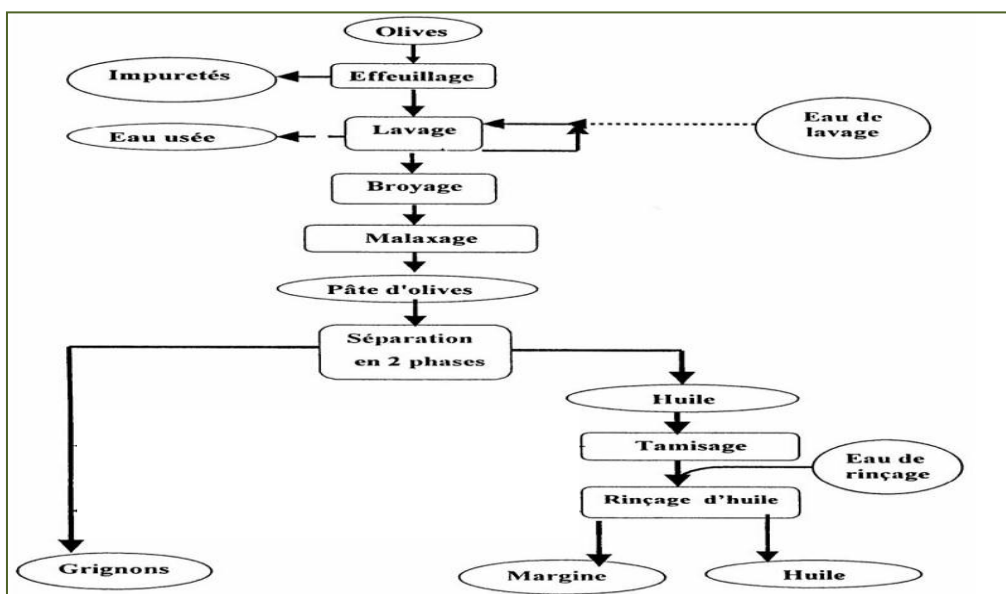 Olives
Impuretés
Effeuillage
Eau usée
Lavage
Eau de
lavage
Broyage
Malaxage
Pâte d'olives
Séparation
en 2 phases
Huile
Tamisage
Eau de
rinçage
Rinçage d'huile
Grignons
Margine
Huile